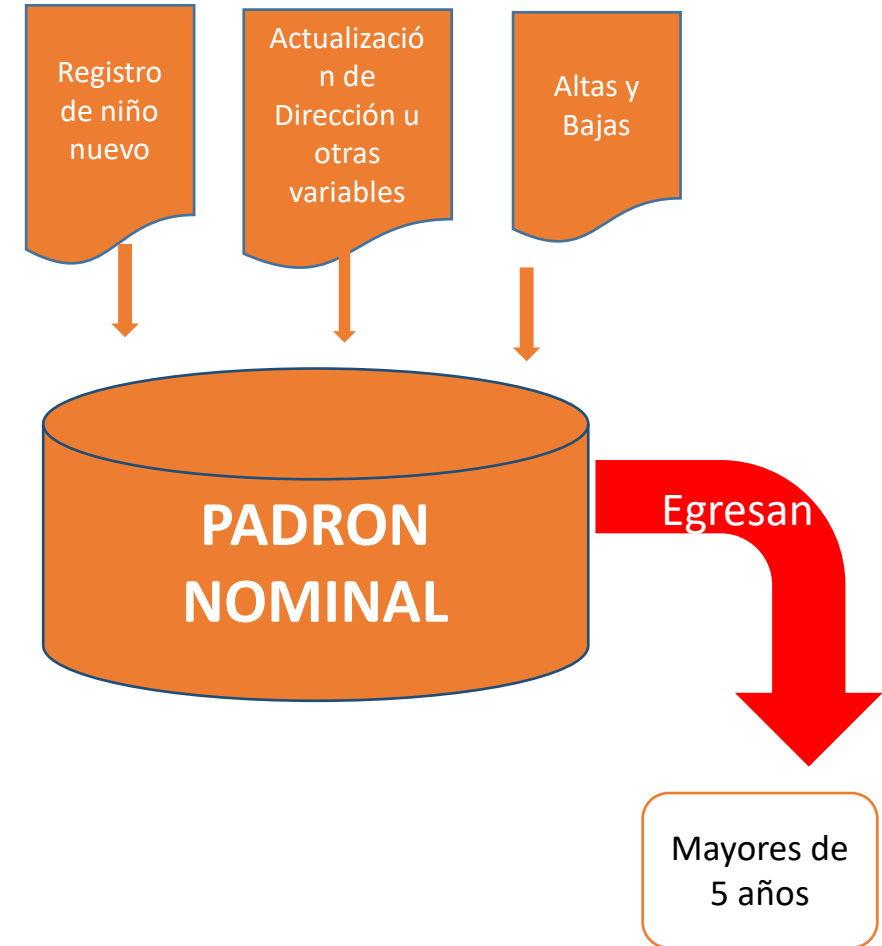 Registro
de niño
nuevo
Actualizació
n de
Dirección u
otras
variables
Altas y
Bajas
PADRON
NOMINAL
Egresan
Mayores de
5 años